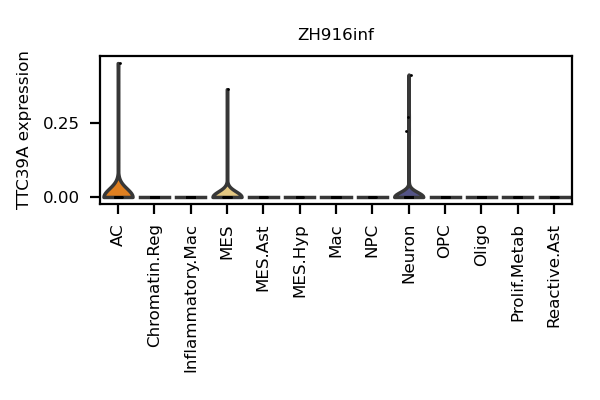 ZH916inf
TTC39A expression
0.25
0.00
AC
Chromatin.Reg
Inflammatory.Mac
MES
MES.Ast
MES.Hyp
Mac
NPC
Neuron
OPC
Oligo
Prolif.Metab
Reactive.Ast